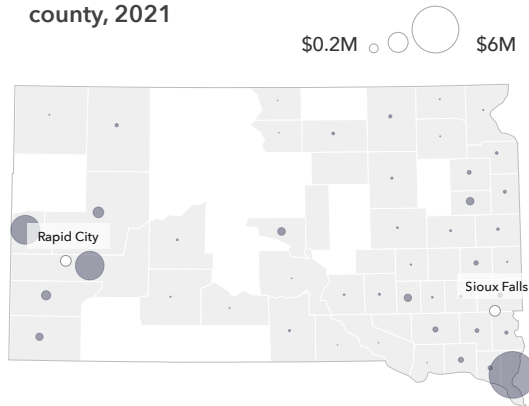 county, 2021
$0.2M
$6M
Rapid City
Sioux Falls